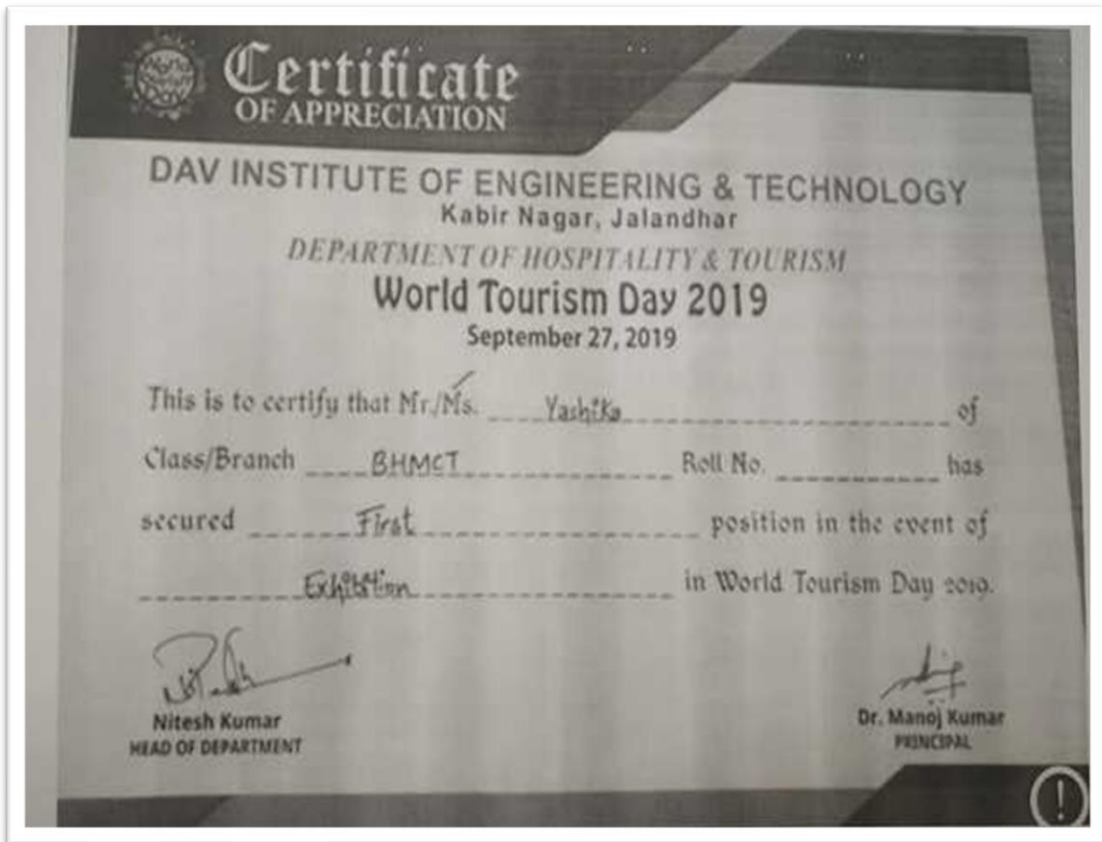 Certificate
OF APPRECIATION
DAV INSTITUTE OF ENGINEERING & TECHNOLOGY
Kabir Nagar, Jalandhar
DEPARTMENT OF HOSPITALITY & TOURISM
World Tourism Day 2019
September 27, 2019
This is to certify that Mr./Ms. Yashika of
Class/Branch BHMCT Roll No. has
secured First position in the event of
Exhibition in World Tourism Day 2019.
Nitesh Kumar
HEAD OF DEPARTMENT
Dr. Manoj Kumar
PRINCIPAL